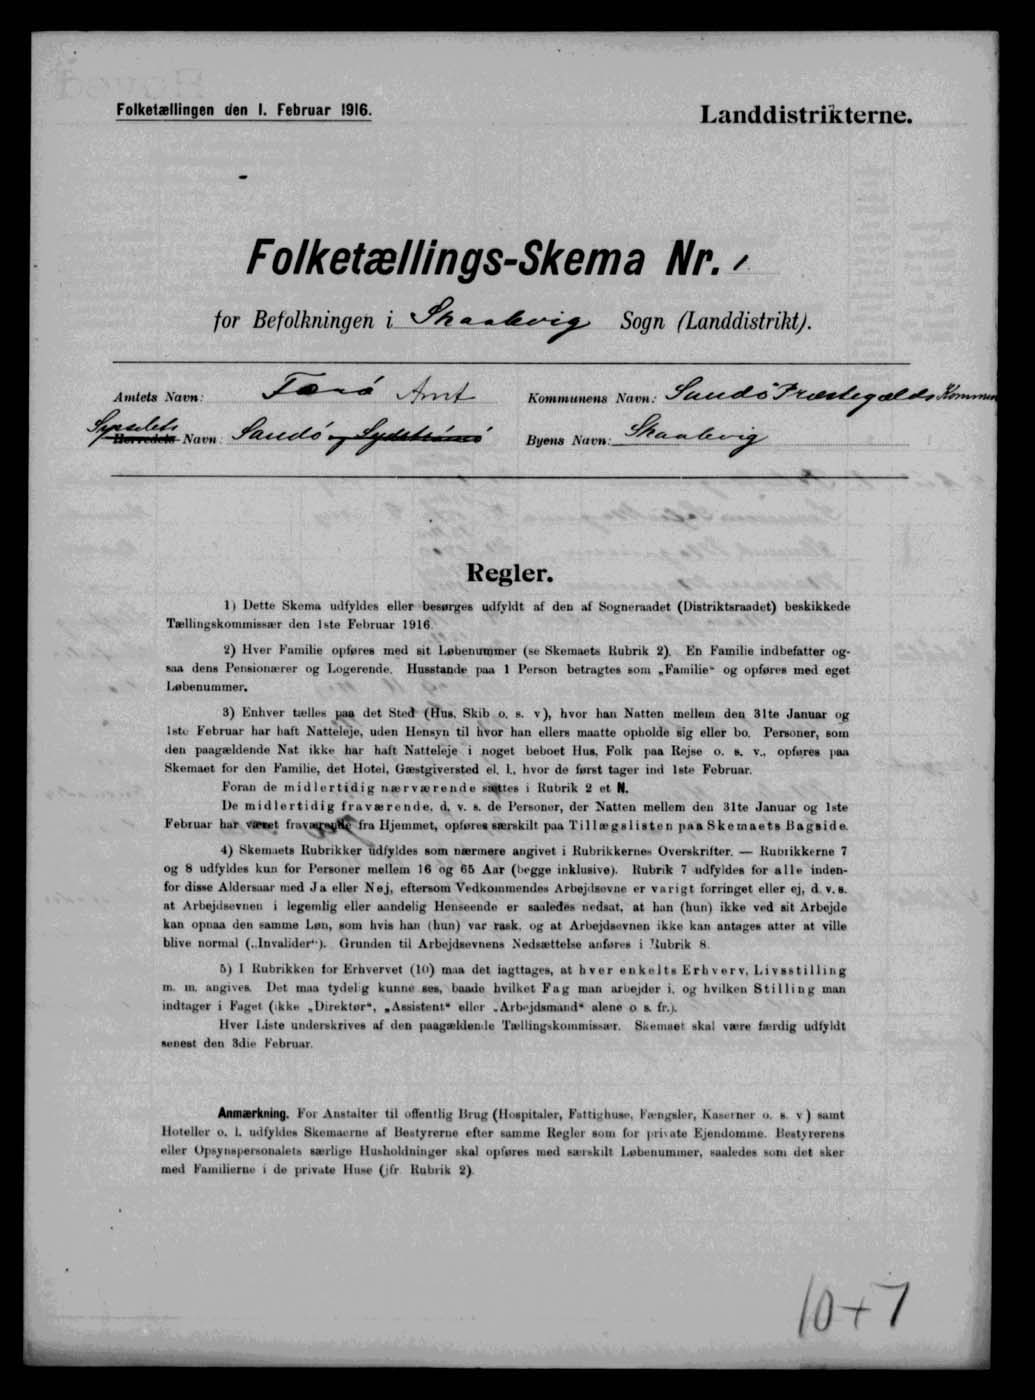 Folketællingen den 1. Februar 1916.
Landdistrikterne.
Folketællings-Skema Nr. 1
for Befolkningen i Skaalevig Sogn (Landdistrikt).
Amtets Navn: Færø Amt
Kommunens Navn: Sandö Præstegælds Kommun
Sysselets
Herredets Navn: Sandó og Sydströmö
Byens Navn: Skaalevig
Regler.
1) Dette Skema udfyldes eller besørges udfyldt af den af Sogneraadet (Distriktsraadet) beskikkede
Tællingskommissær den 1ste Februar 1916.
2) Hver Familie opføres med sit Løbenummer (se Skemaets Rubrik 2). En Familie indbefatter og-
saa dens Pensionærer og Logerende. Husstande paa 1 Person betragtes som „Familie“ og opføres med eget
Løbenummer.
3) Enhver tælles paa det Sted (Hus, Skib o. s. v), hvor han Natten mellem den 31te Januar og
1ste Februar har haft Natteleje, uden Hensyn til hvor han ellers maatte opholde sig eller bo. Personer, som
den paagældende Nat ikke har haft Natteleje i noget beboet Hus, Folk paa Rejse o. s. v., opføres paa
Skemaet for den Familie, det Hotel, Gæstgiversted el. l., hvor de først tager ind 1ste Februar.
Foran de midlertidig nærværende sættes i Rubrik 2 et N.
De midlertidig fraværende, d. v. s. de Personer, der Natten mellem den 31te Januar og 1ste
Februar har været fraværende fra Hjemmet, opføres særskilt paa Tillægslisten paa Skemaets Bagside.
4) Skemaets Rubrikker udfyldes som nærmere angivet i Rubrikkernes Overskrifter. — Rubrikkerne 7
og 8 udfyldes kun for Personer mellem 16 og 65 Aar (begge inklusive). Rubrik 7 udfyldes for alle inden-
for disse Aldersaar med Ja eller Nej, eftersom Vedkommendes Arbejdsevne er varigt forringet eller ej, d. v. s.
at Arbejdsevnen i legemlig eller aandelig Henseende er saaledes nedsat, at han (hun) ikke ved sit Arbejde
kan opnaa den samme Løn, som hvis han (hun) var rask, og at Arbejdsevnen ikke kan antages atter at ville
blive normal („Invalider“). Grunden til Arbejdsevnens Nedsættelse anføres i Rubrik 8.
5) I Rubrikken for Erhvervet (10) maa det iagttages, at hver enkelts Erhverv, Livsstilling
m. m. angives. Det maa tydelig kunne ses, baade hvilket Fag man arbejder i, og hvilken Stilling man
indtager i Faget (ikke „Direktør“, „Assistent“ eller „Arbejdsmand“ alene o s. fr.).
Hver Liste underskrives af den paagældende Tællingskommissær. Skemaet skal være færdig udfyldt
senest den 3die Februar.
Anmærkning. For Anstalter til offentlig Brug (Hospitaler, Fattighuse, Fængsler, Kaserner o. s. v) samt
Hoteller o. l. udfyldes Skemaerne af Bestyrerne efter samme Regler som for private Ejendomme. Bestyrerens
eller Opsynspersonalets særlige Husholdninger skal opføres med særskilt Løbenummer, saaledes som det sker
med Familierne i de private Huse (jfr. Rubrik 2).
10+7